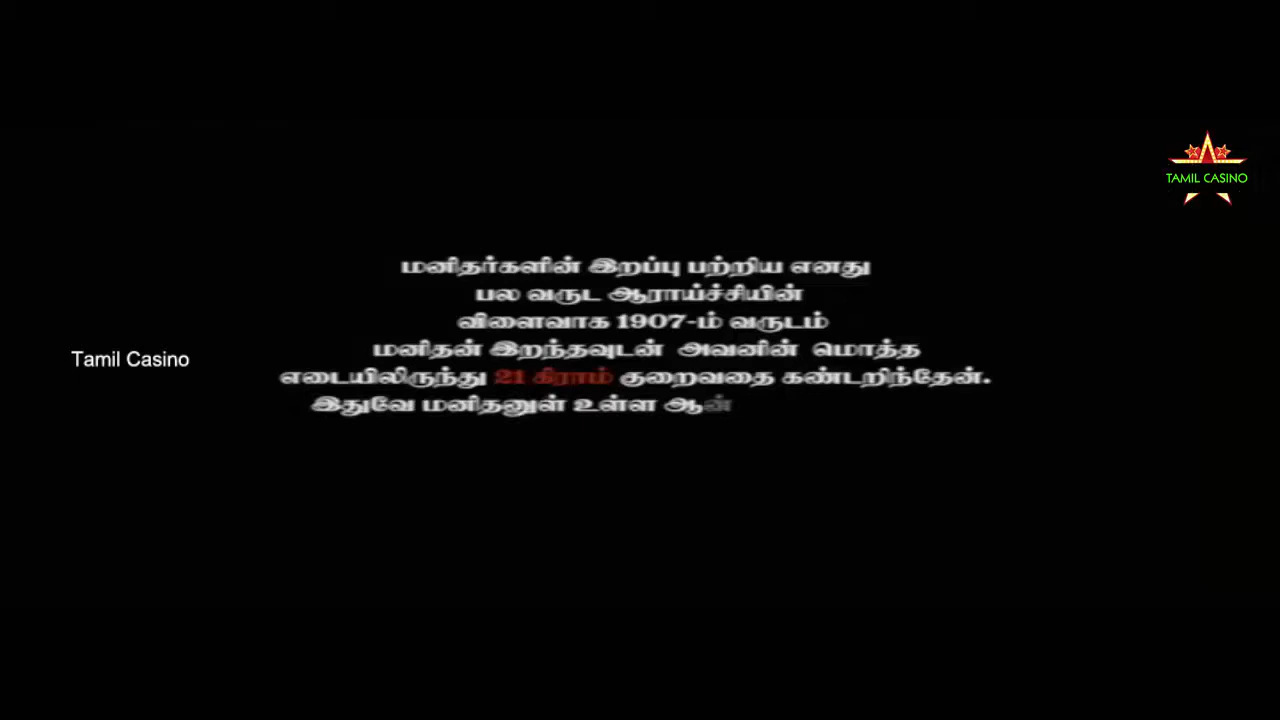 TAMIL CASINO
மனிதர்களின் இறப்பு பற்றிய எனது
பல வருட ஆராய்ச்சியின்
விளைவாக 1907-ம் வருடம்
மனிதன் இறந்தவுடன் அவனின் மொத்த
Tamil Casino
எடையிலிருந்து 21 கிராம் குறைவதை கண்டறிந்தேன்.
இதுவே மனிதனுள் உள்ள ஆன்